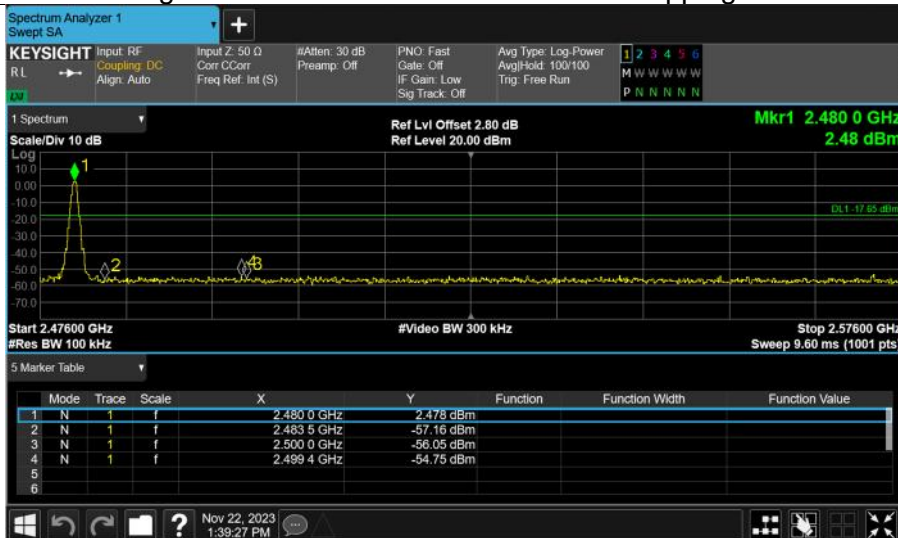 Spectrum Analyzer 1
Swept SA
+
KEYSIGHT Input: RF Input Z: 50 Ω #Atten: 30 dB PNO: Fast Avg Type: Log-Power 1 2 3 4 5 6
RL Coupling: DC Corr CCorr Preamp: Off Gate: Off Avg|Hold: 100/100 M W W W W W
Align: Auto Freq Ref: Int (S) IF Gain: Low Trig: Free Run
Sig Track: Off P N N N N N
1 Spectrum Ref Lvl Offset 2.80 dB Mkr1 2.480 0 GHz
Scale/Div 10 dB Ref Level 20.00 dBm 2.48 dBm
Log
10.0 1
0.00
-10.0
DL1 -17.65 dBm
-20.0
-30.0
-40.0
-50.0 2 4 3
-60.0
-70.0
Start 2.47600 GHz #Video BW 300 kHz Stop 2.57600 GHz
#Res BW 100 kHz Sweep 9.60 ms (1001 pts)
5 Marker Table
Mode Trace Scale X Y Function Function Width Function Value
1 N 1 f 2.480 0 GHz 2.478 dBm
2 N 1 f 2.483 5 GHz -57.16 dBm
3 N 1 f 2.500 0 GHz -56.05 dBm
4 N 1 f 2.499 4 GHz -54.75 dBm
5
6
? Nov 22, 2023
1:39:27 PM